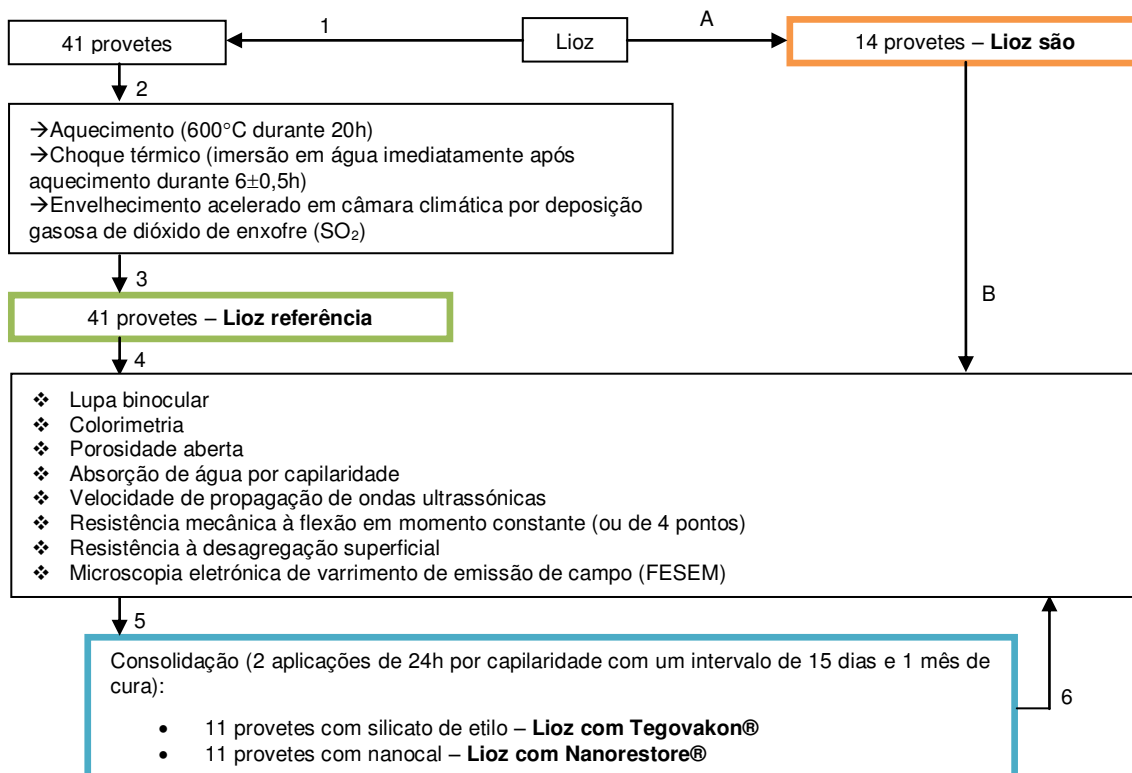 41 provetes
1
Lioz
A
14 provetes – Lioz são
2
→Aquecimento (600°C durante 20h)
→Choque térmico (imersão em água imediatamente após
aquecimento durante 6±0,5h)
→Envelhecimento acelerado em câmara climática por deposição
gasosa de dióxido de enxofre (SO₂)
3
B
41 provetes – Lioz referência
4
❖ Lupa binocular
❖ Colorimetria
❖ Porosidade aberta
❖ Absorção de água por capilaridade
❖ Velocidade de propagação de ondas ultrassónicas
❖ Resistência mecânica à flexão em momento constante (ou de 4 pontos)
❖ Resistência à desagregação superficial
❖ Microscopia eletrónica de varrimento de emissão de campo (FESEM)
5
Consolidação (2 aplicações de 24h por capilaridade com um intervalo de 15 dias e 1 mês de
cura):
6
• 11 provetes com silicato de etilo – Lioz com Tegovakon®
• 11 provetes com nanocal – Lioz com Nanorestore®